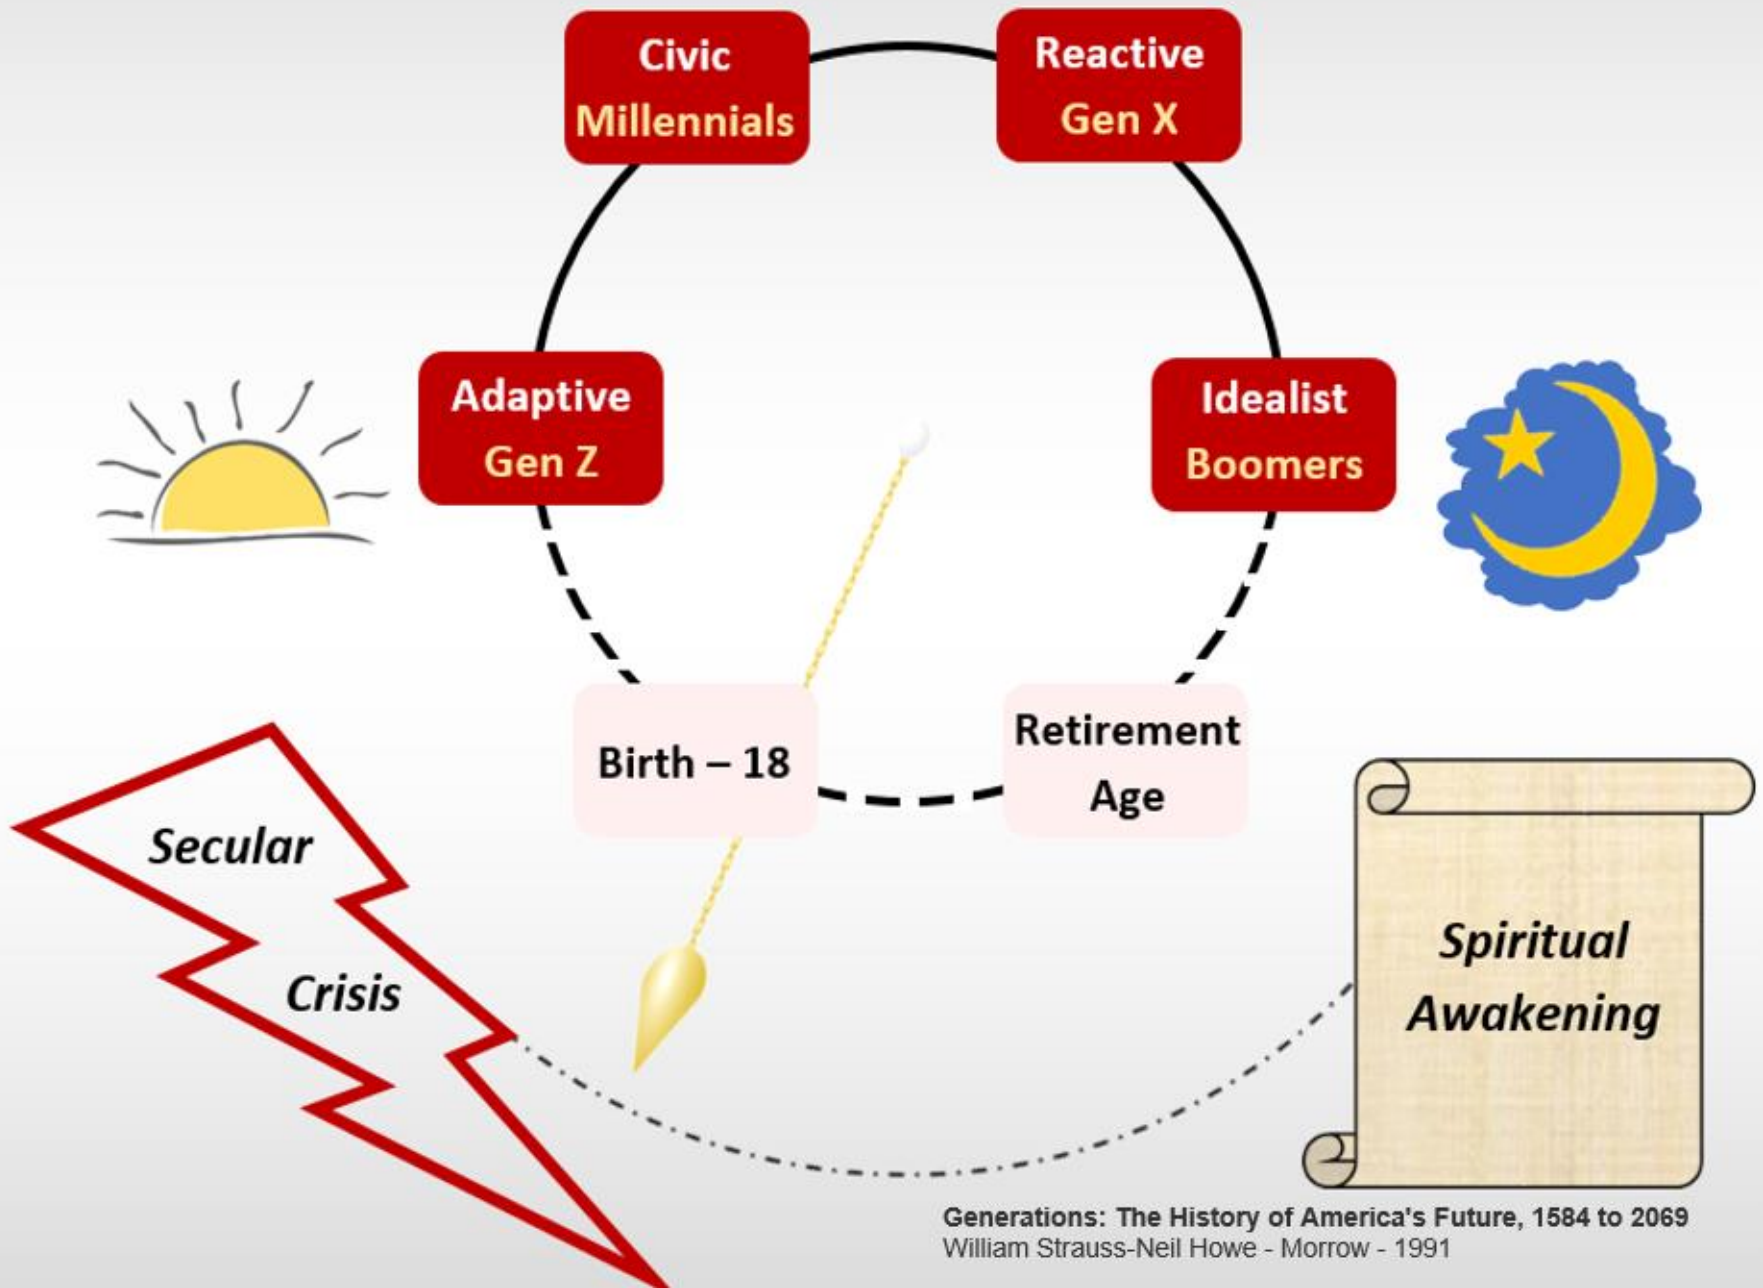 Civic
Millennials
Reactive
Gen X
Adaptive
Gen Z
Idealist
Boomers
Birth – 18
Retirement
Age
Secular
Crisis
Spiritual
Awakening
Generations: The History of America's Future, 1584 to 2069
William Strauss-Neil Howe - Morrow - 1991